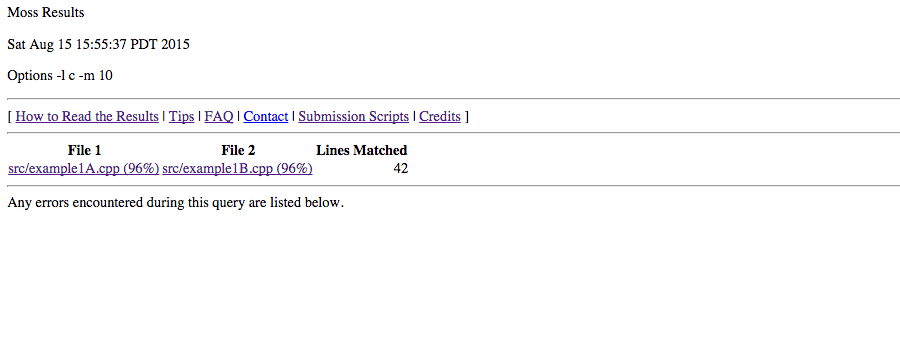 Moss Results
Sat Aug 15 15:55:37 PDT 2015
Options -l c -m 10
[ How to Read the Results | Tips | FAQ | Contact | Submission Scripts | Credits ]
File 1 File 2 Lines Matched
src/example1A.cpp (96%) src/example1B.cpp (96%) 42
Any errors encountered during this query are listed below.